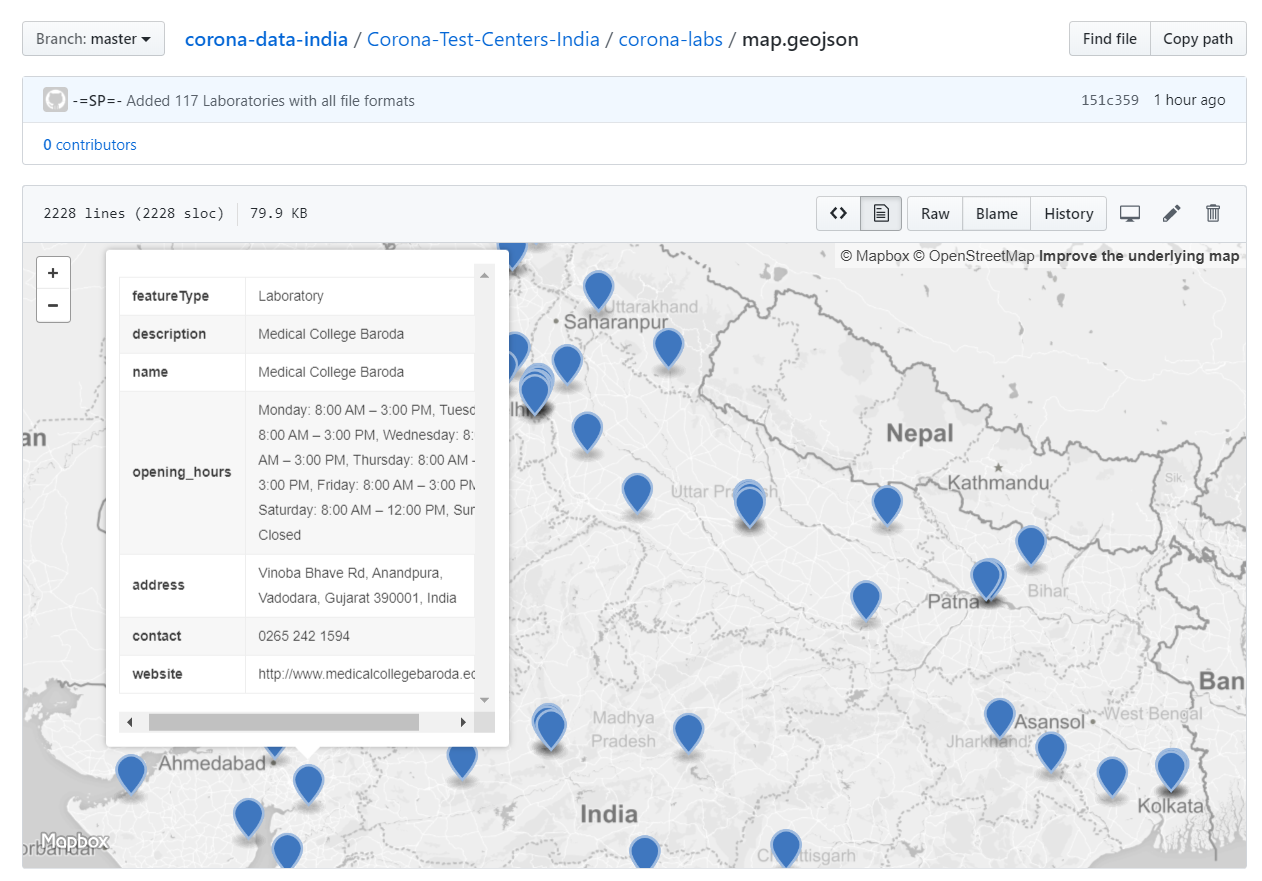 Branch: master
corona-data-india / Corona-Test-Centers-India / corona-labs / map.geojson
Find file
Copy path
-=SP=- Added 117 Laboratories with all file formats
151c359 1 hour ago
0 contributors
2228 lines (2228 sloc) 79.9 KB
Raw
Blame
History
© Mapbox © OpenStreetMap Improve the underlying map
+
−
featureType Laboratory
description Medical College Baroda
name Medical College Baroda
opening_hours
Monday: 8:00 AM – 3:00 PM, Tuesd
8:00 AM – 3:00 PM, Wednesday: 8:
AM – 3:00 PM, Thursday: 8:00 AM –
3:00 PM, Friday: 8:00 AM – 3:00 PM
Saturday: 8:00 AM – 12:00 PM, Sun
Closed
address
Vinoba Bhave Rd, Anandpura,
Vadodara, Gujarat 390001, India
contact 0265 242 1594
website http://www.medicalcollegebaroda.ed
Uttarakhand
Saharanpur
lhi
an
Nepal
Kathmandu
Sik.
Uttar Pradesh
Patna
Bihar
Ban
Madhya
Pradesh
Asansol
West Bengal
Jharkhand
Ahmedabad
Kolkata
India
Mapbox
orbandar
Chhattisgarh